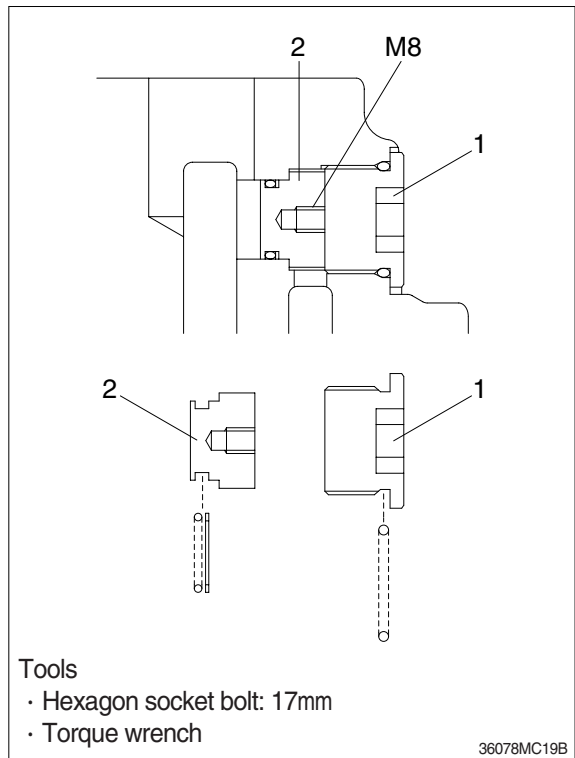 2 M8
1
2
1
Tools
· Hexagon socket bolt: 17mm
· Torque wrench
36078MC19B